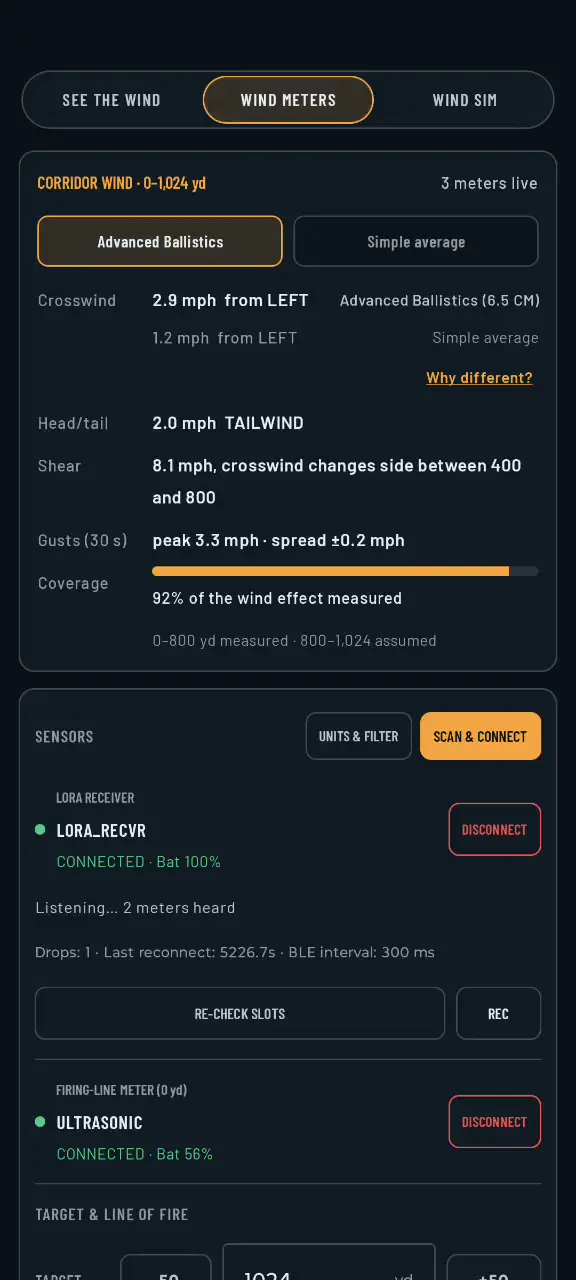 SEE THE WIND
WIND METERS
WIND SIM
CORRIDOR WIND · 0–1,024 yd
3 meters live
Advanced Ballistics
Simple average
Crosswind
2.9 mph from LEFT
Advanced Ballistics (6.5 CM)
1.2 mph from LEFT
Simple average
Why different?
Head/tail
2.0 mph TAILWIND
Shear
8.1 mph, crosswind changes side between 400
and 800
Gusts (30 s)
peak 3.3 mph · spread ±0.2 mph
Coverage
92% of the wind effect measured
0–800 yd measured · 800–1,024 assumed
SENSORS
UNITS & FILTER
SCAN & CONNECT
LORA RECEIVER
LORA_RECVR
CONNECTED · Bat 100%
DISCONNECT
Listening... 2 meters heard
Drops: 1 · Last reconnect: 5226.7s · BLE interval: 300 ms
RE-CHECK SLOTS
REC
FIRING-LINE METER (0 yd)
ULTRASONIC
CONNECTED · Bat 56%
DISCONNECT
TARGET & LINE OF FIRE
TARGET
50
1024
yd
+50